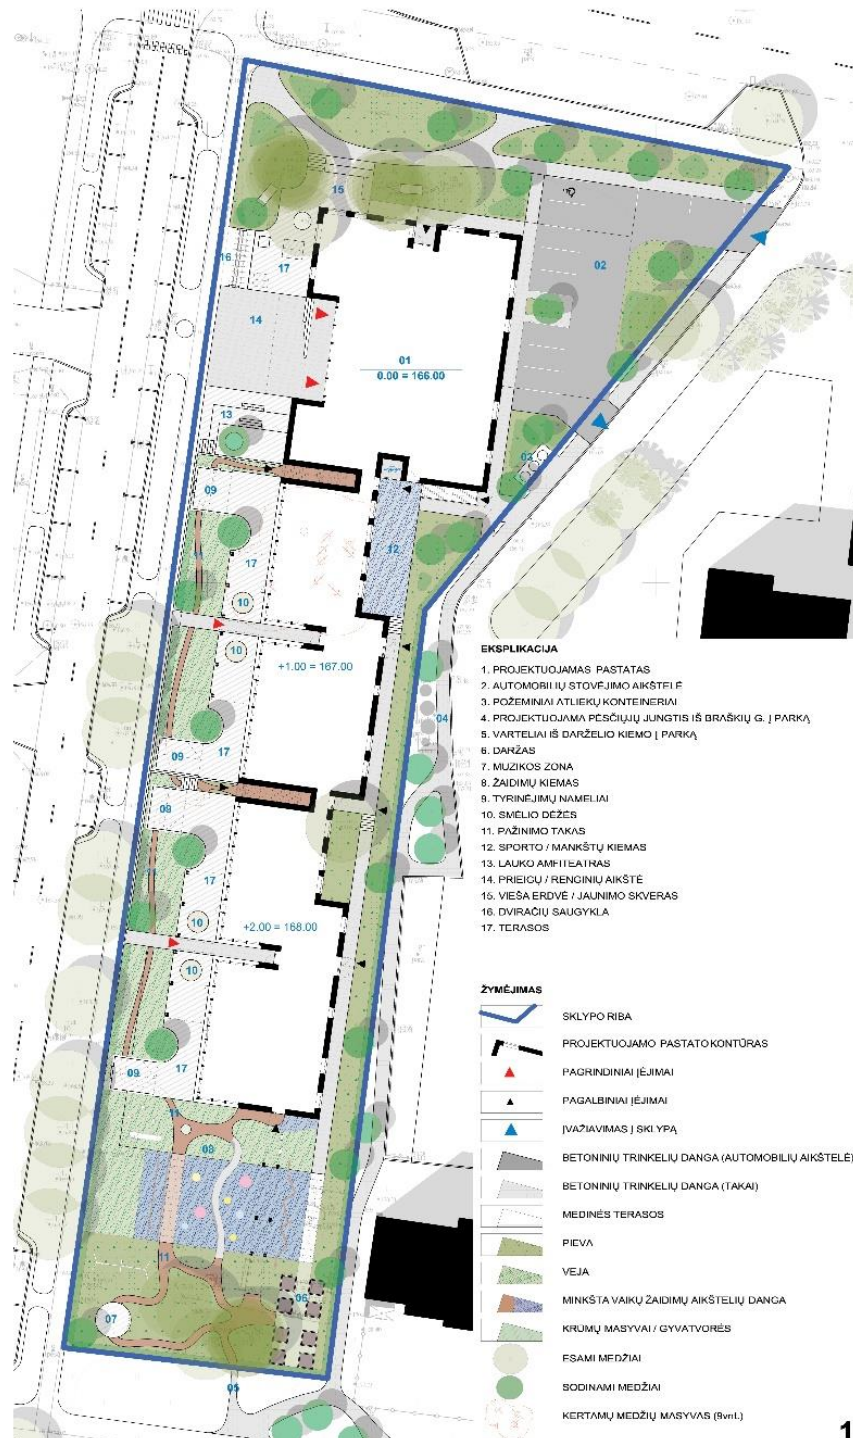 15
16
17
02
14
01
0.00 = 166.00
13
03
09
12
11
17
10
10
+1.00 = 167.00
04
17
09
09
11
17
10
+2.00 = 168.00
10
17
09
11
08
11
06
07
05
EKSPLIKACIJA
1. PROJEKTUOJAMAS PASTATAS
2. AUTOMOBILIŲ STOVĖJIMO AIKŠTELĖ
3. POŽEMINIAI ATLIEKŲ KONTEINERIAI
4. PROJEKTUOJAMA PĖSČIŲJŲ JUNGTIS IŠ BRAŠKIŲ G. Į PARKĄ
5. VARTELIAI IŠ DARŽELIO KIEMO Į PARKĄ
6. DARŽAS
7. MUZIKOS ZONA
8. ŽAIDIMŲ KIEMAS
9. TYRINĖJIMŲ NAMELIAI
10. SMĖLIO DĖŽĖS
11. PAŽINIMO TAKAS
12. SPORTO / MANKŠTŲ KIEMAS
13. LAUKO AMFITEATRAS
14. PRIEIGŲ / RENGINIŲ AIKŠTĖ
15. VIEŠA ERDVĖ / JAUNIMO SKVERAS
16. DVIRAČIŲ SAUGYKLA
17. TERASOS
ŽYMĖJIMAS
SKLYPO RIBA
PROJEKTUOJAMO PASTATO KONTŪRAS
PAGRINDINIAI ĮĖJIMAI
PAGALBINIAI ĮĖJIMAI
ĮVAŽIAVIMAS Į SKLYPĄ
BETONINIŲ TRINKELIŲ DANGA (AUTOMOBILIŲ AIKŠTELĖ)
BETONINIŲ TRINKELIŲ DANGA (TAKAI)
MEDINĖS TERASOS
PIEVA
VEJA
MINKŠTA VAIKŲ ŽAIDIMŲ AIKŠTELIŲ DANGA
KRŪMŲ MASYVAI / GYVATVORĖS
ESAMI MEDŽIAI
SODINAMI MEDŽIAI
KERTAMŲ MEDŽIŲ MASYVAS (9vnt.)
1